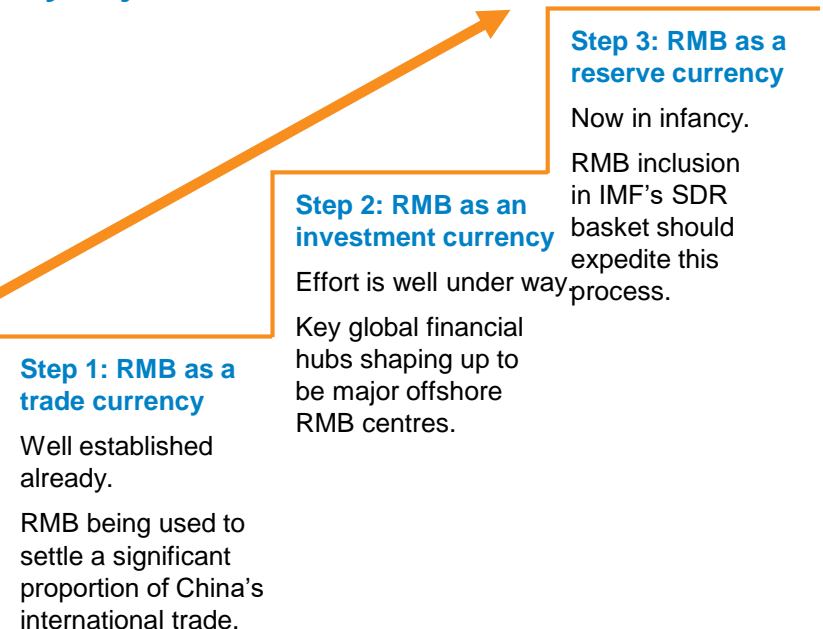 Step 1: RMB as a
trade currency
Well established
already.
RMB being used to
settle a significant
proportion of China's
international trade.
Step 2: RMB as an
investment currency
Effort is well under way.
Key global financial
hubs shaping up to
be major offshore
RMB centres.
Step 3: RMB as a
reserve currency
Now in infancy.
RMB inclusion
in IMF's SDR
basket should
expedite this
process.